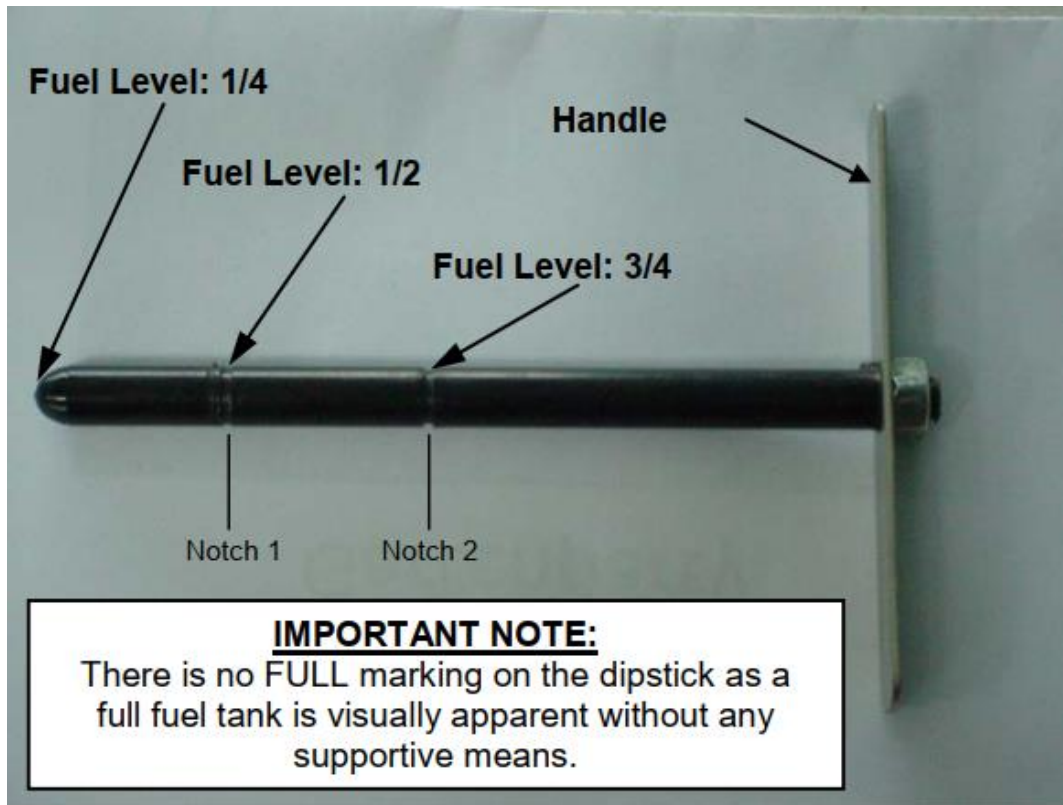 Fuel Level: 1/4
Handle
Fuel Level: 1/2
Fuel Level: 3/4
Notch 1
Notch 2
IMPORTANT NOTE:
There is no FULL marking on the dipstick as a
full fuel tank is visually apparent without any
supportive means.